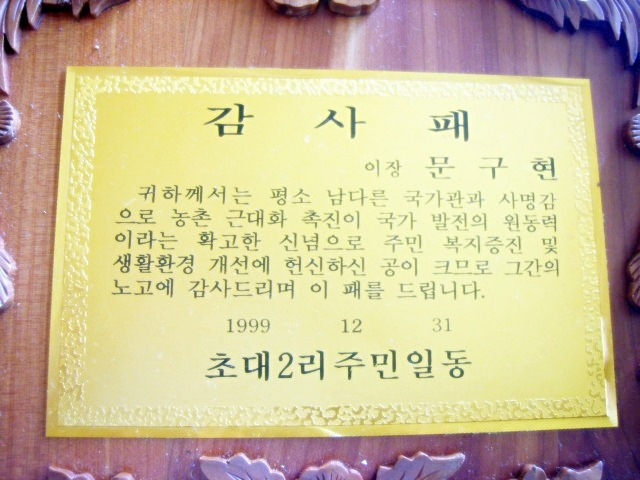 감 사 패
이장 문 구 현
귀하께서는 평소 남다른 국가관과 사명감
으로 농촌 근대화 촉진이 국가 발전의 원동력
이라는 확고한 신념으로 주민 복지증진 및
생활환경 개선에 헌신하신 공이 크므로 그간의
노고에 감사드리며 이 패를 드립니다.
1999 12 31
초대2리주민일동